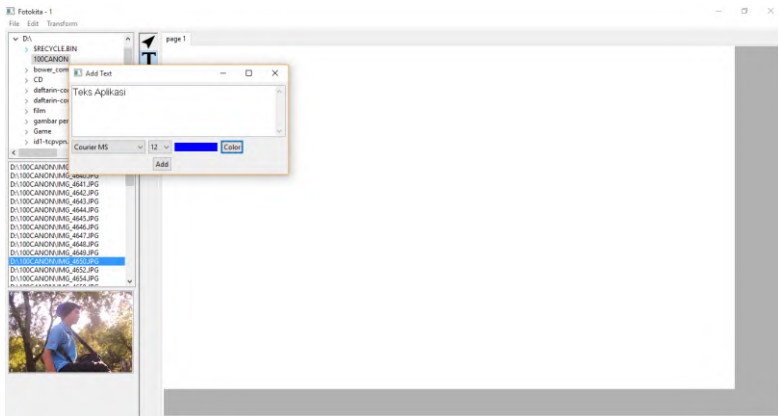 Fotokita - 1
File Edit Transform
D:\
$RECYCLE.BIN
100CANON
bower_com
CD
daftarin-co
daftarin-co
film
gambar per
Game
id1-tcpvpn.
page 1
T
Add Text
Teks Aplikasi
Courier MS
12
Color
Add
D:\100CANON\IMG_4640.JPG
D:\100CANON\IMG_4641.JPG
D:\100CANON\IMG_4642.JPG
D:\100CANON\IMG_4643.JPG
D:\100CANON\IMG_4644.JPG
D:\100CANON\IMG_4645.JPG
D:\100CANON\IMG_4646.JPG
D:\100CANON\IMG_4647.JPG
D:\100CANON\IMG_4648.JPG
D:\100CANON\IMG_4649.JPG
D:\100CANON\IMG_4650.JPG
D:\100CANON\IMG_4652.JPG
D:\100CANON\IMG_4654.JPG